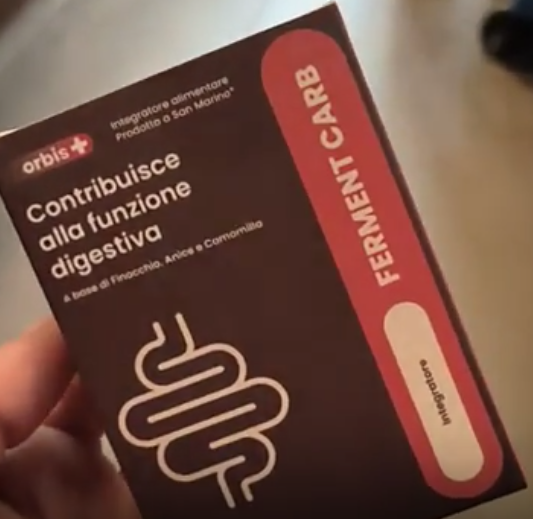 Integratore alimentare
Prodotto a San Marino*
orbis
Contribuisce
alla funzione
digestiva
A base di Finocchio, Anice e Camomilla
FERMENT CARB
Integratore